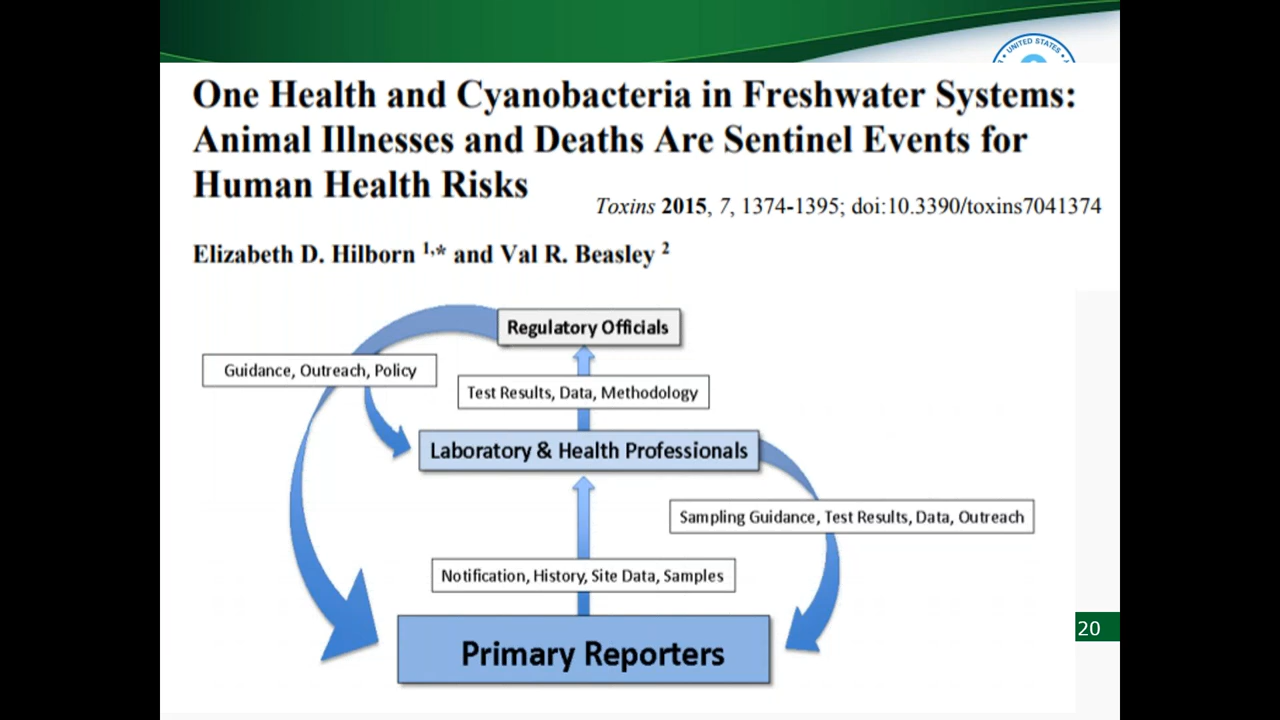 UNITED STATES
One Health and Cyanobacteria in Freshwater Systems:
Animal Illnesses and Deaths Are Sentinel Events for
Human Health Risks
Toxins 2015, 7, 1374-1395; doi:10.3390/toxins7041374
Elizabeth D. Hilborn 1,* and Val R. Beasley 2
Regulatory Officials
Guidance, Outreach, Policy
Test Results, Data, Methodology
Laboratory & Health Professionals
Sampling Guidance, Test Results, Data, Outreach
Notification, History, Site Data, Samples
Primary Reporters
20